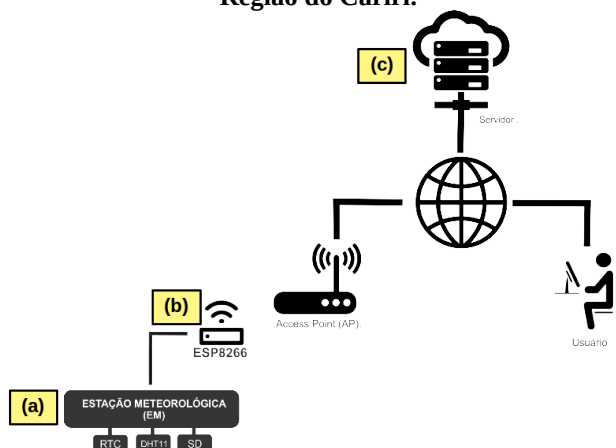 Região do Cariri.
(c)
Servidor .
(b)
ESP8266
Access Point (AP).
Usuário
(a)
ESTAÇÃO METEOROLÓGICA
(EM)
RTC
DHT11
SD